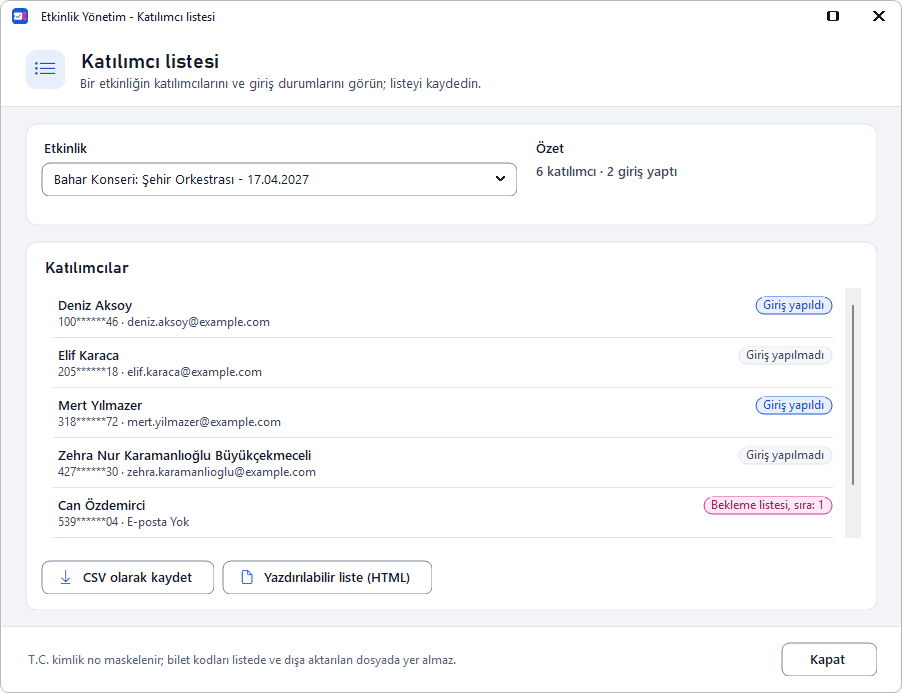 Etkinlik Yönetim - Katılımcı listesi
Katılımcı listesi
Bir etkinliğin katılımcılarını ve giriş durumlarını görün; listeyi kaydedin.
Etkinlik
Bahar Konseri: Şehir Orkestrası - 17.04.2027
Özet
6 katılımcı · 2 giriş yaptı
Katılımcılar
Deniz Aksoy
100******46 · deniz.aksoy@example.com
Giriş yapıldı
Elif Karaca
205******18 · elif.karaca@example.com
Giriş yapılmadı
Mert Yılmazer
318******72 · mert.yilmazer@example.com
Giriş yapıldı
Zehra Nur Karamanlıoğlu Büyükçekmeceli
427******30 · zehra.karamanlioglu@example.com
Giriş yapılmadı
Can Özdemirci
539******04 · E-posta Yok
Bekleme listesi, sıra: 1
CSV olarak kaydet
Yazdırılabilir liste (HTML)
T.C. kimlik no maskelenir; bilet kodları listede ve dışa aktarılan dosyada yer almaz.
Kapat